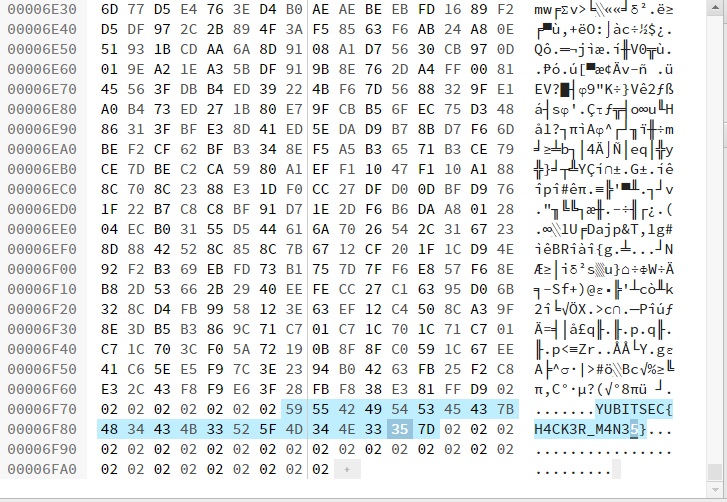 00006E30 6D 77 D5 E4 76 3E D4 B0 AE AE BE EB FD 16 89 F2 mw╒Σv>╘░««╛δ².ë≥
00006E40 D5 DF 97 2C 2B 89 4F 3A F5 85 63 F6 AB 24 A8 0E ╒▀ù,+ëO:⌡àc÷½$¿.
00006E50 51 93 1B CD AA 6A 8D 91 08 A1 D7 56 30 CB 97 0D Qô.═¬jìæ.í╫V0╦ù.
00006E60 01 9E A2 1E A3 5B DF 91 9B 8E 76 2D A4 FF 00 81 .₧ó.ú[▀æ¢Äv-ñ .ü
00006E70 45 56 3F DB B4 ED 39 22 4B F6 7D 56 88 32 9F E1 EV?█┤φ9"K÷}Vê2ƒß
00006E80 A0 B4 73 ED 27 1B 80 E7 9F CB B5 6F EC 75 D3 48 á┤sφ'.Çτƒ╦╡o∞u╙H
00006E90 86 31 3F BF E3 8D 41 ED 5E DA D9 B7 8B D7 F6 6D å1?┐πìAφ^┌┘╖ï╫÷m
00006EA0 BE F2 CF 62 BF B3 34 8E F5 A5 B3 65 71 B3 CE 79 ╛≥╧b┐│4Ä⌡Ñ│eq│╬y
00006EB0 CE 7D BE C2 CA 59 80 A1 EF F1 10 47 F1 10 A1 88 ╬}╛┬╩YÇí∩±.G±.íê
00006EC0 8C 70 8C 23 88 E3 1D F0 CC 27 DF D0 0D BF D9 76 îpî#êπ.≡╠'▀╨.┐┘v
00006ED0 1F 22 B7 C8 C8 BF 91 D7 1E 2D F6 B6 DA A8 01 28 ."╖╚╚┐æ╫.-÷╢┌¿.(
00006EE0 04 EC B0 31 55 D5 44 61 6A 70 26 54 2C 31 67 23 .∞░1U╒Dajp&T,1g#
00006EF0 8D 88 42 52 8C 85 8C 7B 67 12 CF 20 1F 1C D9 4E ìêBRîàî{g.╧ ..┘N
00006F00 92 F2 B3 69 EB FD 73 B1 75 7D 7F F6 E8 57 F6 8E Æ≥│iδ²s▒u}⌂÷ΦW÷Ä
00006F10 B8 2D 53 66 2B 29 40 EE FE CC 27 C1 63 95 D0 6B ╕-Sf+)@ε■╠'┴cò╨k
00006F20 32 8C D4 FB 99 58 12 3E 63 EF 12 C4 50 8C A3 9F 2î╘√ÖX.>c∩.─Pîúƒ
00006F30 8E 3D B5 B3 86 9C 71 C7 01 C7 1C 70 1C 71 C7 01 Ä=╡│å£q╟.╟.p.q╟.
00006F40 C7 1C 70 3C F0 5A 72 19 0B 8F 8F C0 59 1C 67 EE ╟.p<≡Zr..ÅÅ└Y.gε
00006F50 41 C6 5E E5 F9 7C 3E 23 94 B0 42 63 FB 25 F2 C8 A╞^σ∙|>#ö░Bc√%≥╚
00006F60 E3 2C 43 F8 F9 E6 3F 28 FB F8 38 E3 81 FF D9 02 π,C°∙µ?(√°8πü ┘.
00006F70 02 02 02 02 02 02 02 59 55 42 49 54 53 45 43 7B .......YUBITSEC{
00006F80 48 34 43 4B 33 52 5F 4D 34 4E 33 35 7D 02 02 02 H4CK3R_M4N35}...
00006F90 02 02 02 02 02 02 02 02 02 02 02 02 02 02 02 02 ................
00006FA0 02 02 02 02 02 02 02 02 02 +  .........